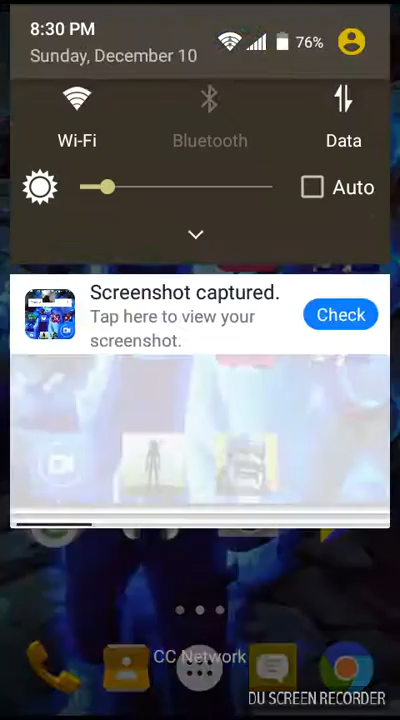 8:30 PM
76%
Sunday, December 10
Wi-Fi
Bluetooth
Data
Auto
Screenshot captured.
Tap here to view your
screenshot.
Check
CC Network
DU SCREEN RECORDER